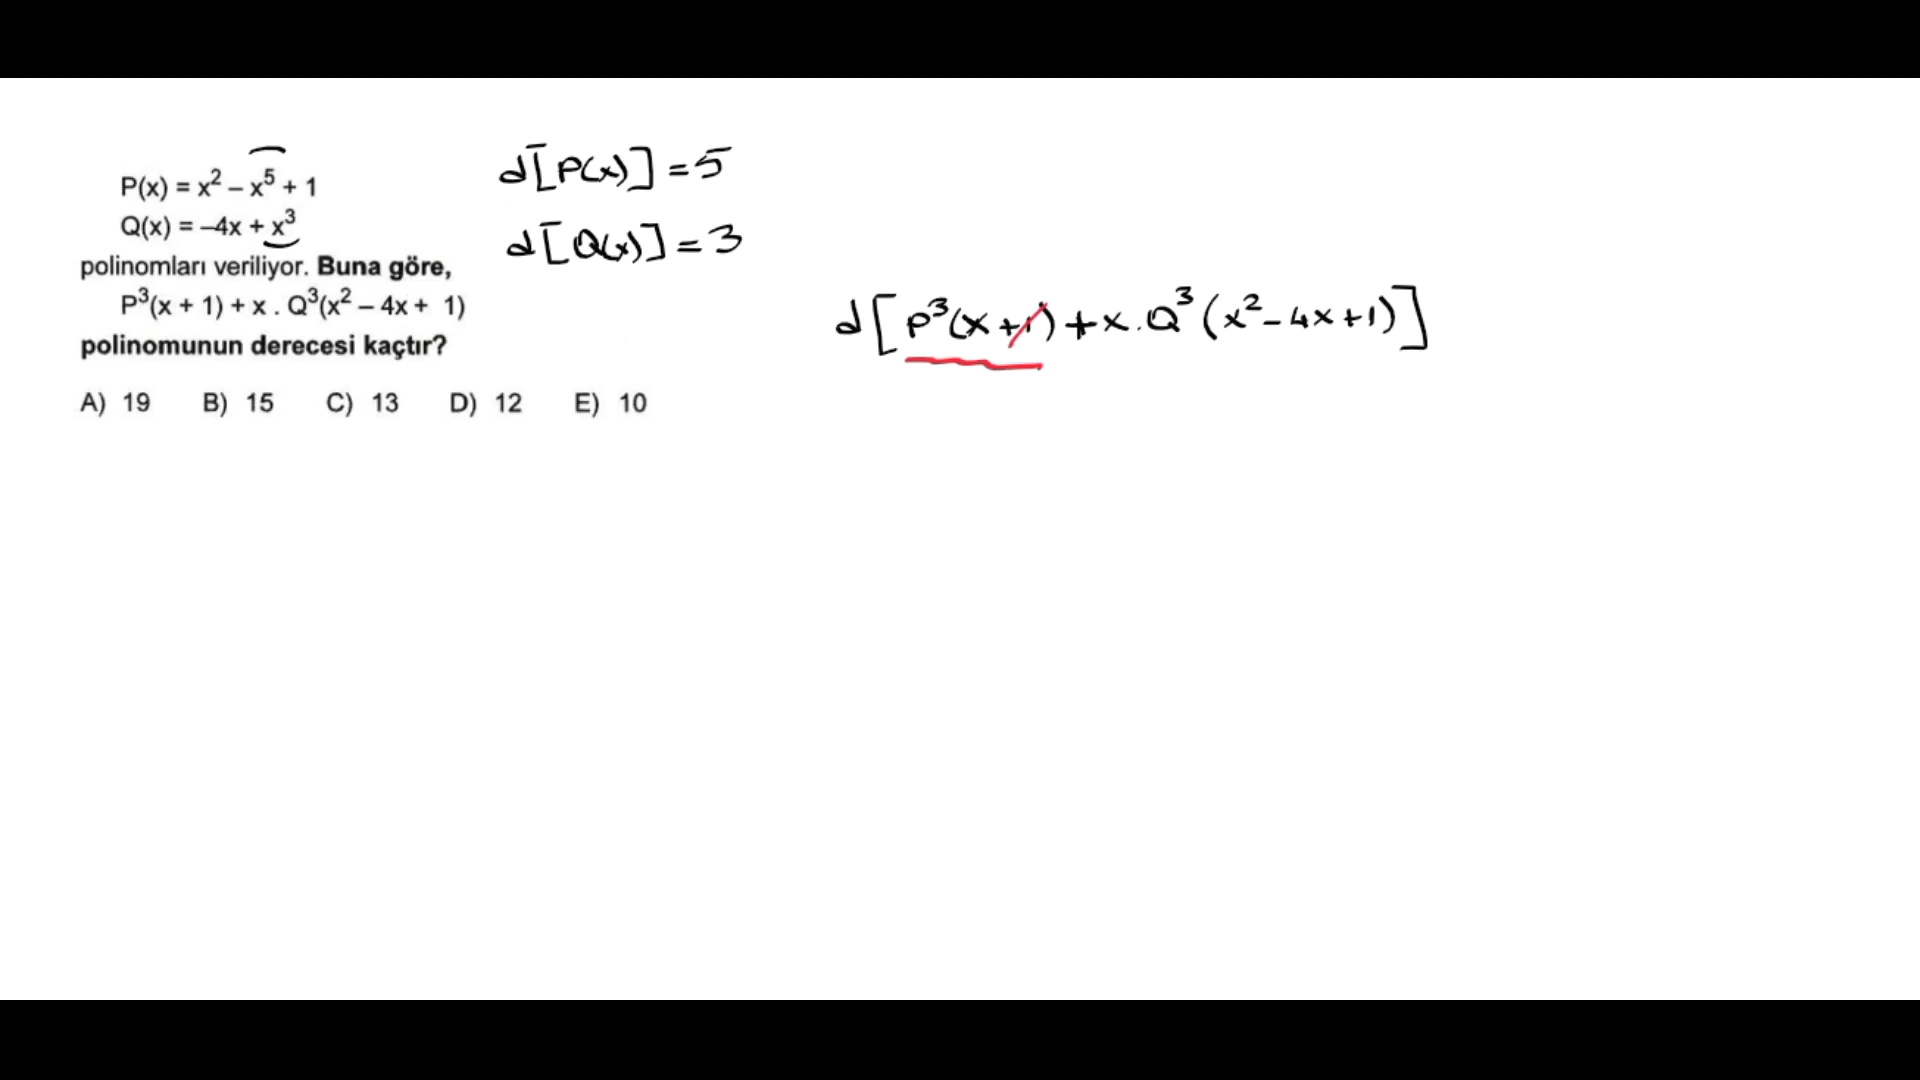 P(x) = x² – x⁵ + 1
Q(x) = –4x + x³
polinomları veriliyor. Buna göre,
P³(x + 1) + x . Q³(x² – 4x + 1)
polinomunun derecesi kaçtır?
A) 19 B) 15 C) 13 D) 12 E) 10
d[P(x)] = 5
d[Q(x)] = 3
d[P³(x+1) + x.Q³(x²-4x+1)]